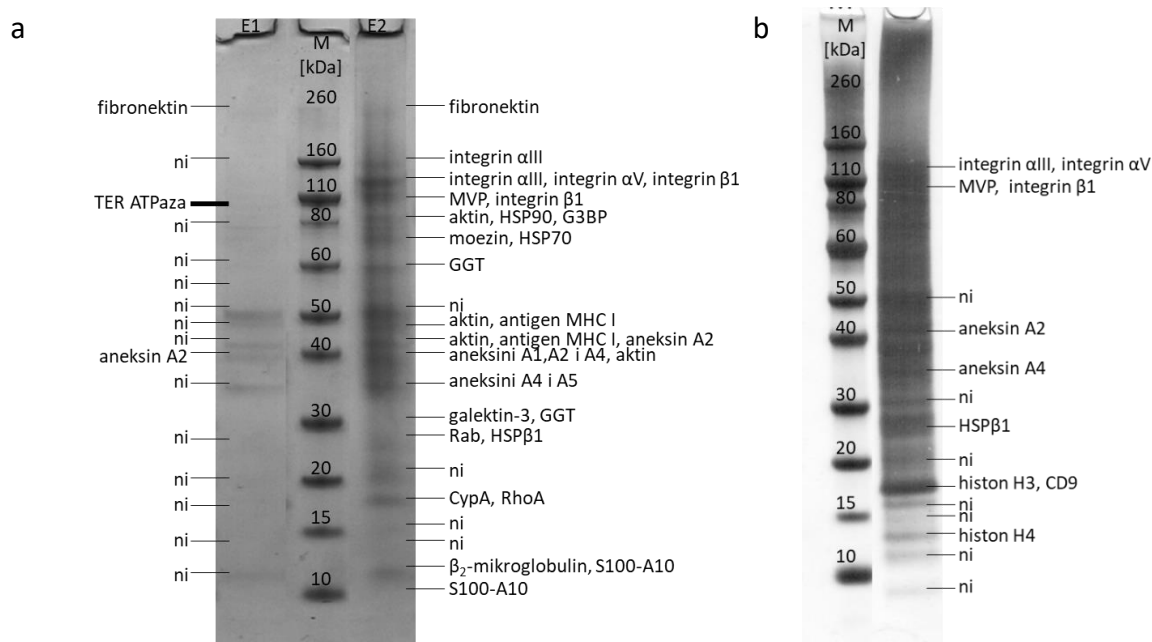 a
E1
M
[kDa]
E2
260
160
110
80
60
50
40
30
20
15
10
fibronektin
ni
TER ATPaza
ni
ni
ni
ni
ni
ni
aneksin A2
ni
ni
ni
ni
ni
ni
fibronektin
integrin αIII
integrin αIII, integrin αV, integrin β1
MVP, integrin β1
aktin, HSP90, G3BP
moezin, HSP70
GGT
ni
aktin, antigen MHC I
aktin, antigen MHC I, aneksin A2
aneksini A1,A2 i A4, aktin
aneksini A4 i A5
galektin-3, GGT
Rab, HSPβ1
ni
CypA, RhoA
ni
ni
β₂-mikroglobulin, S100-A10
S100-A10
b
M
[kDa]
260
160
110
80
60
50
40
30
20
15
10
integrin αIII, integrin αV
MVP, integrin β1
ni
aneksin A2
aneksin A4
ni
HSPβ1
ni
histon H3, CD9
ni
ni
histon H4
ni
ni